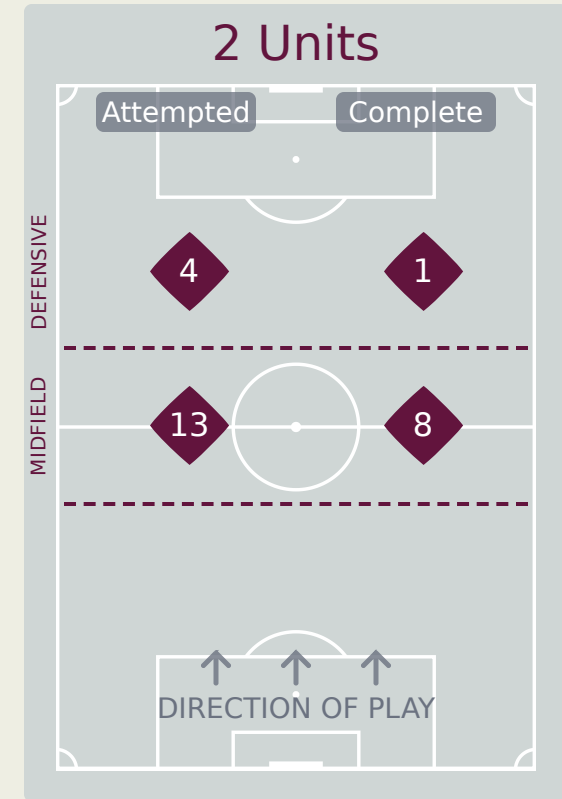 2 Units
Attempted
Complete
DEFENSIVE
4
1
MIDFIELD
13
8
DIRECTION OF PLAY